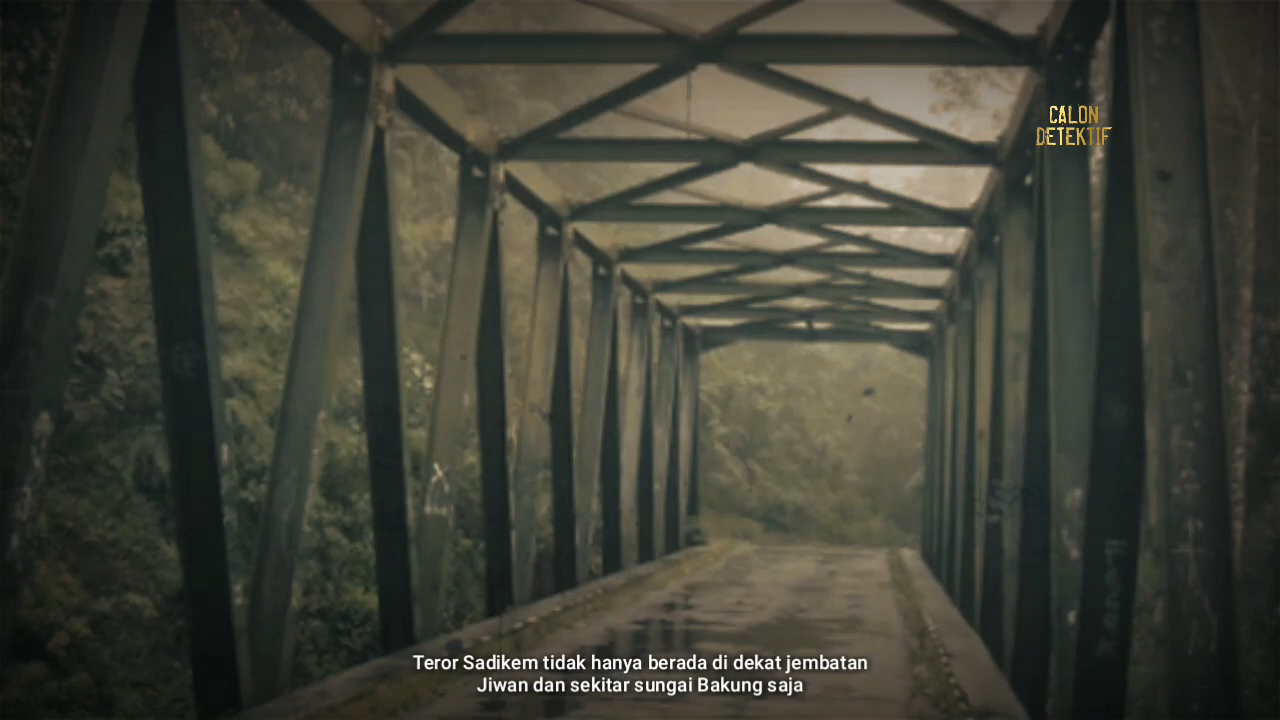 CALON
DETEKTIF
Teror Sadikem tidak hanya berada di dekat jembatan
Jiwan dan sekitar sungai Bakung saja